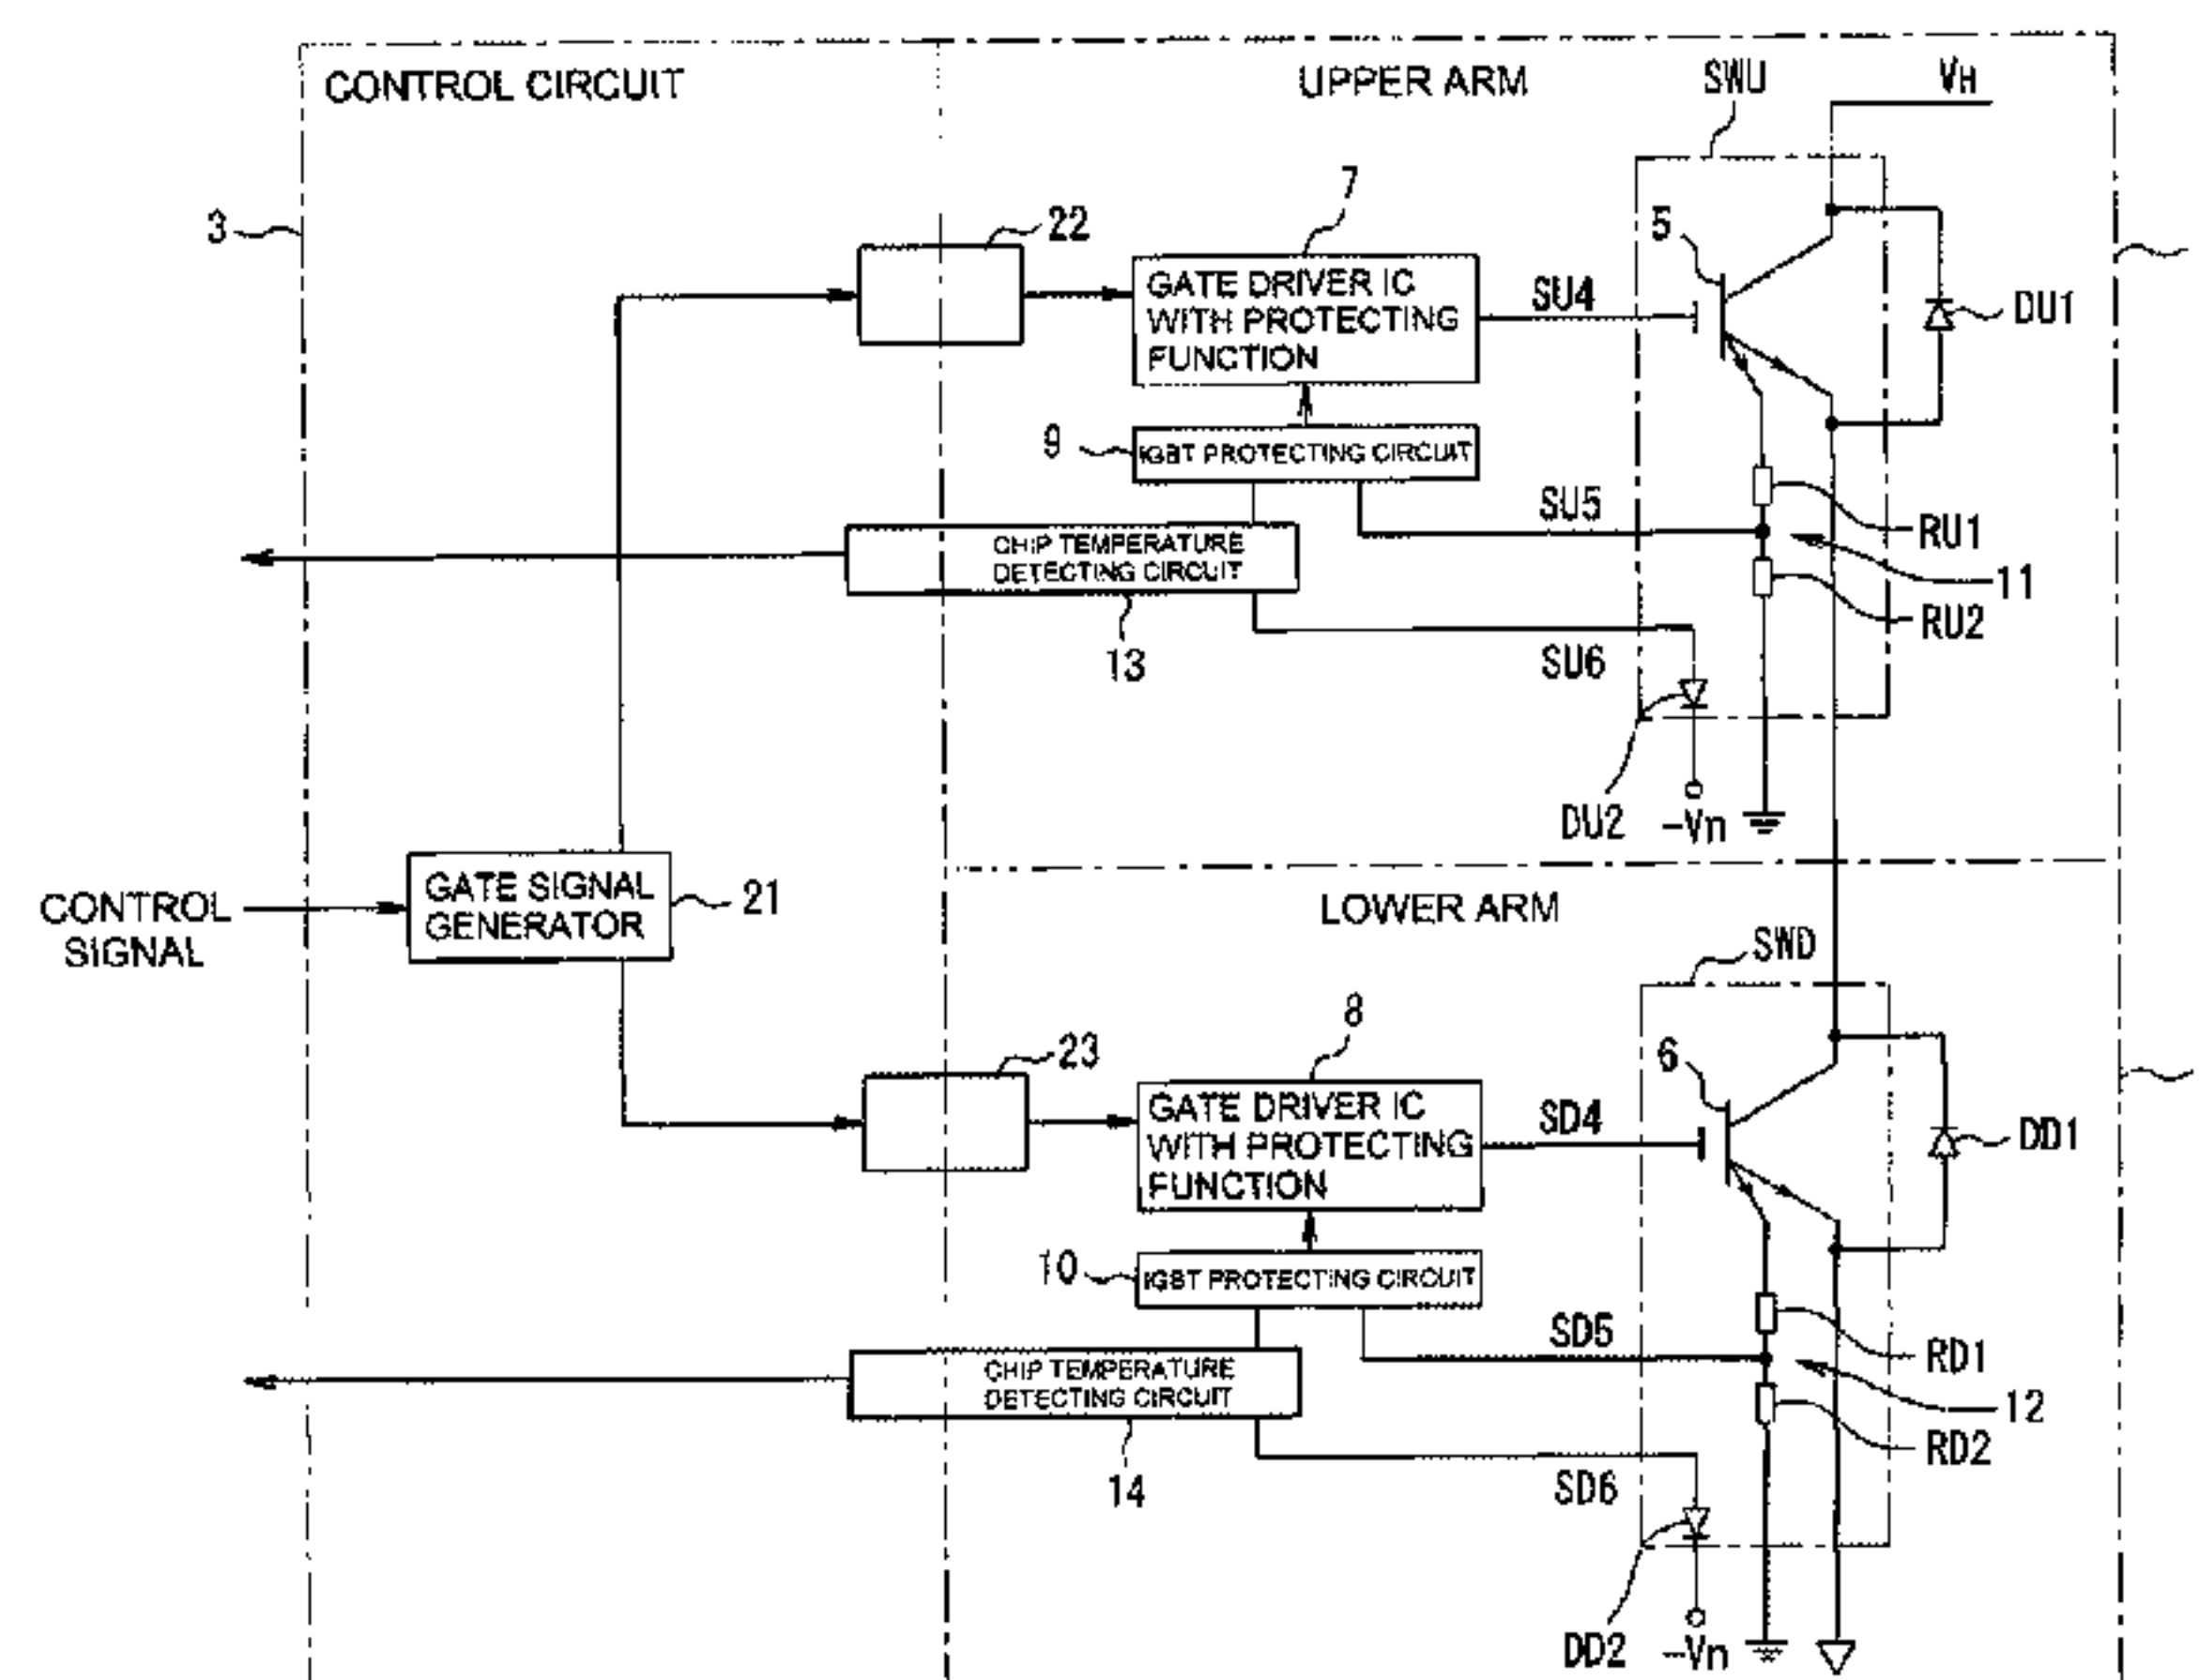 CONTROL CIRCUIT
UPPER ARM
SWU
VH
3
22
7
5
GATE DRIVER IC
WITH PROTECTING
FUNCTION
SU4
DU1
9
IGBT PROTECTING CIRCUIT
SU5
RU1
CHIP TEMPERATURE
DETECTING CIRCUIT
11
RU2
13
SU6
DU2
-Vn
CONTROL
SIGNAL
GATE SIGNAL
GENERATOR
21
LOWER ARM
SWD
23
8
6
GATE DRIVER IC
WITH PROTECTING
FUNCTION
SD4
DD1
10
IGBT PROTECTING CIRCUIT
SD5
RD1
CHIP TEMPERATURE
DETECTING CIRCUIT
12
RD2
14
SD6
DD2
-Vn